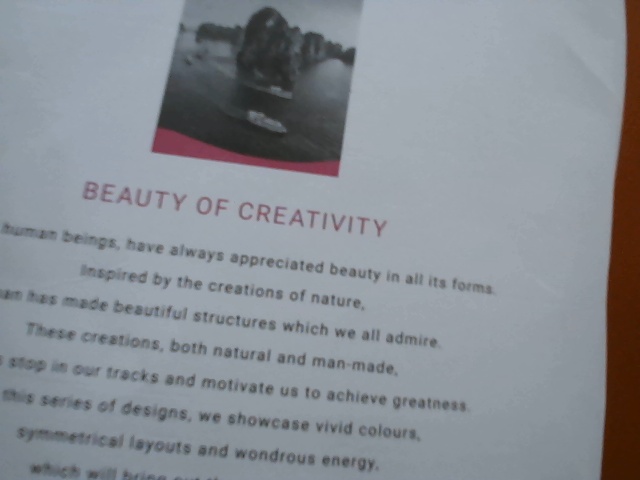 BEAUTY OF CREATIVITY
human beings, have always appreciated beauty in all its forms.
Inspired by the creations of nature,
has made beautiful structures which we all admire.
These creations, both natural and man-made,
stop in our tracks and motivate us to achieve greatness.
this series of designs, we showcase vivid colours,
symmetrical layouts and wondrous energy,
which will bring out